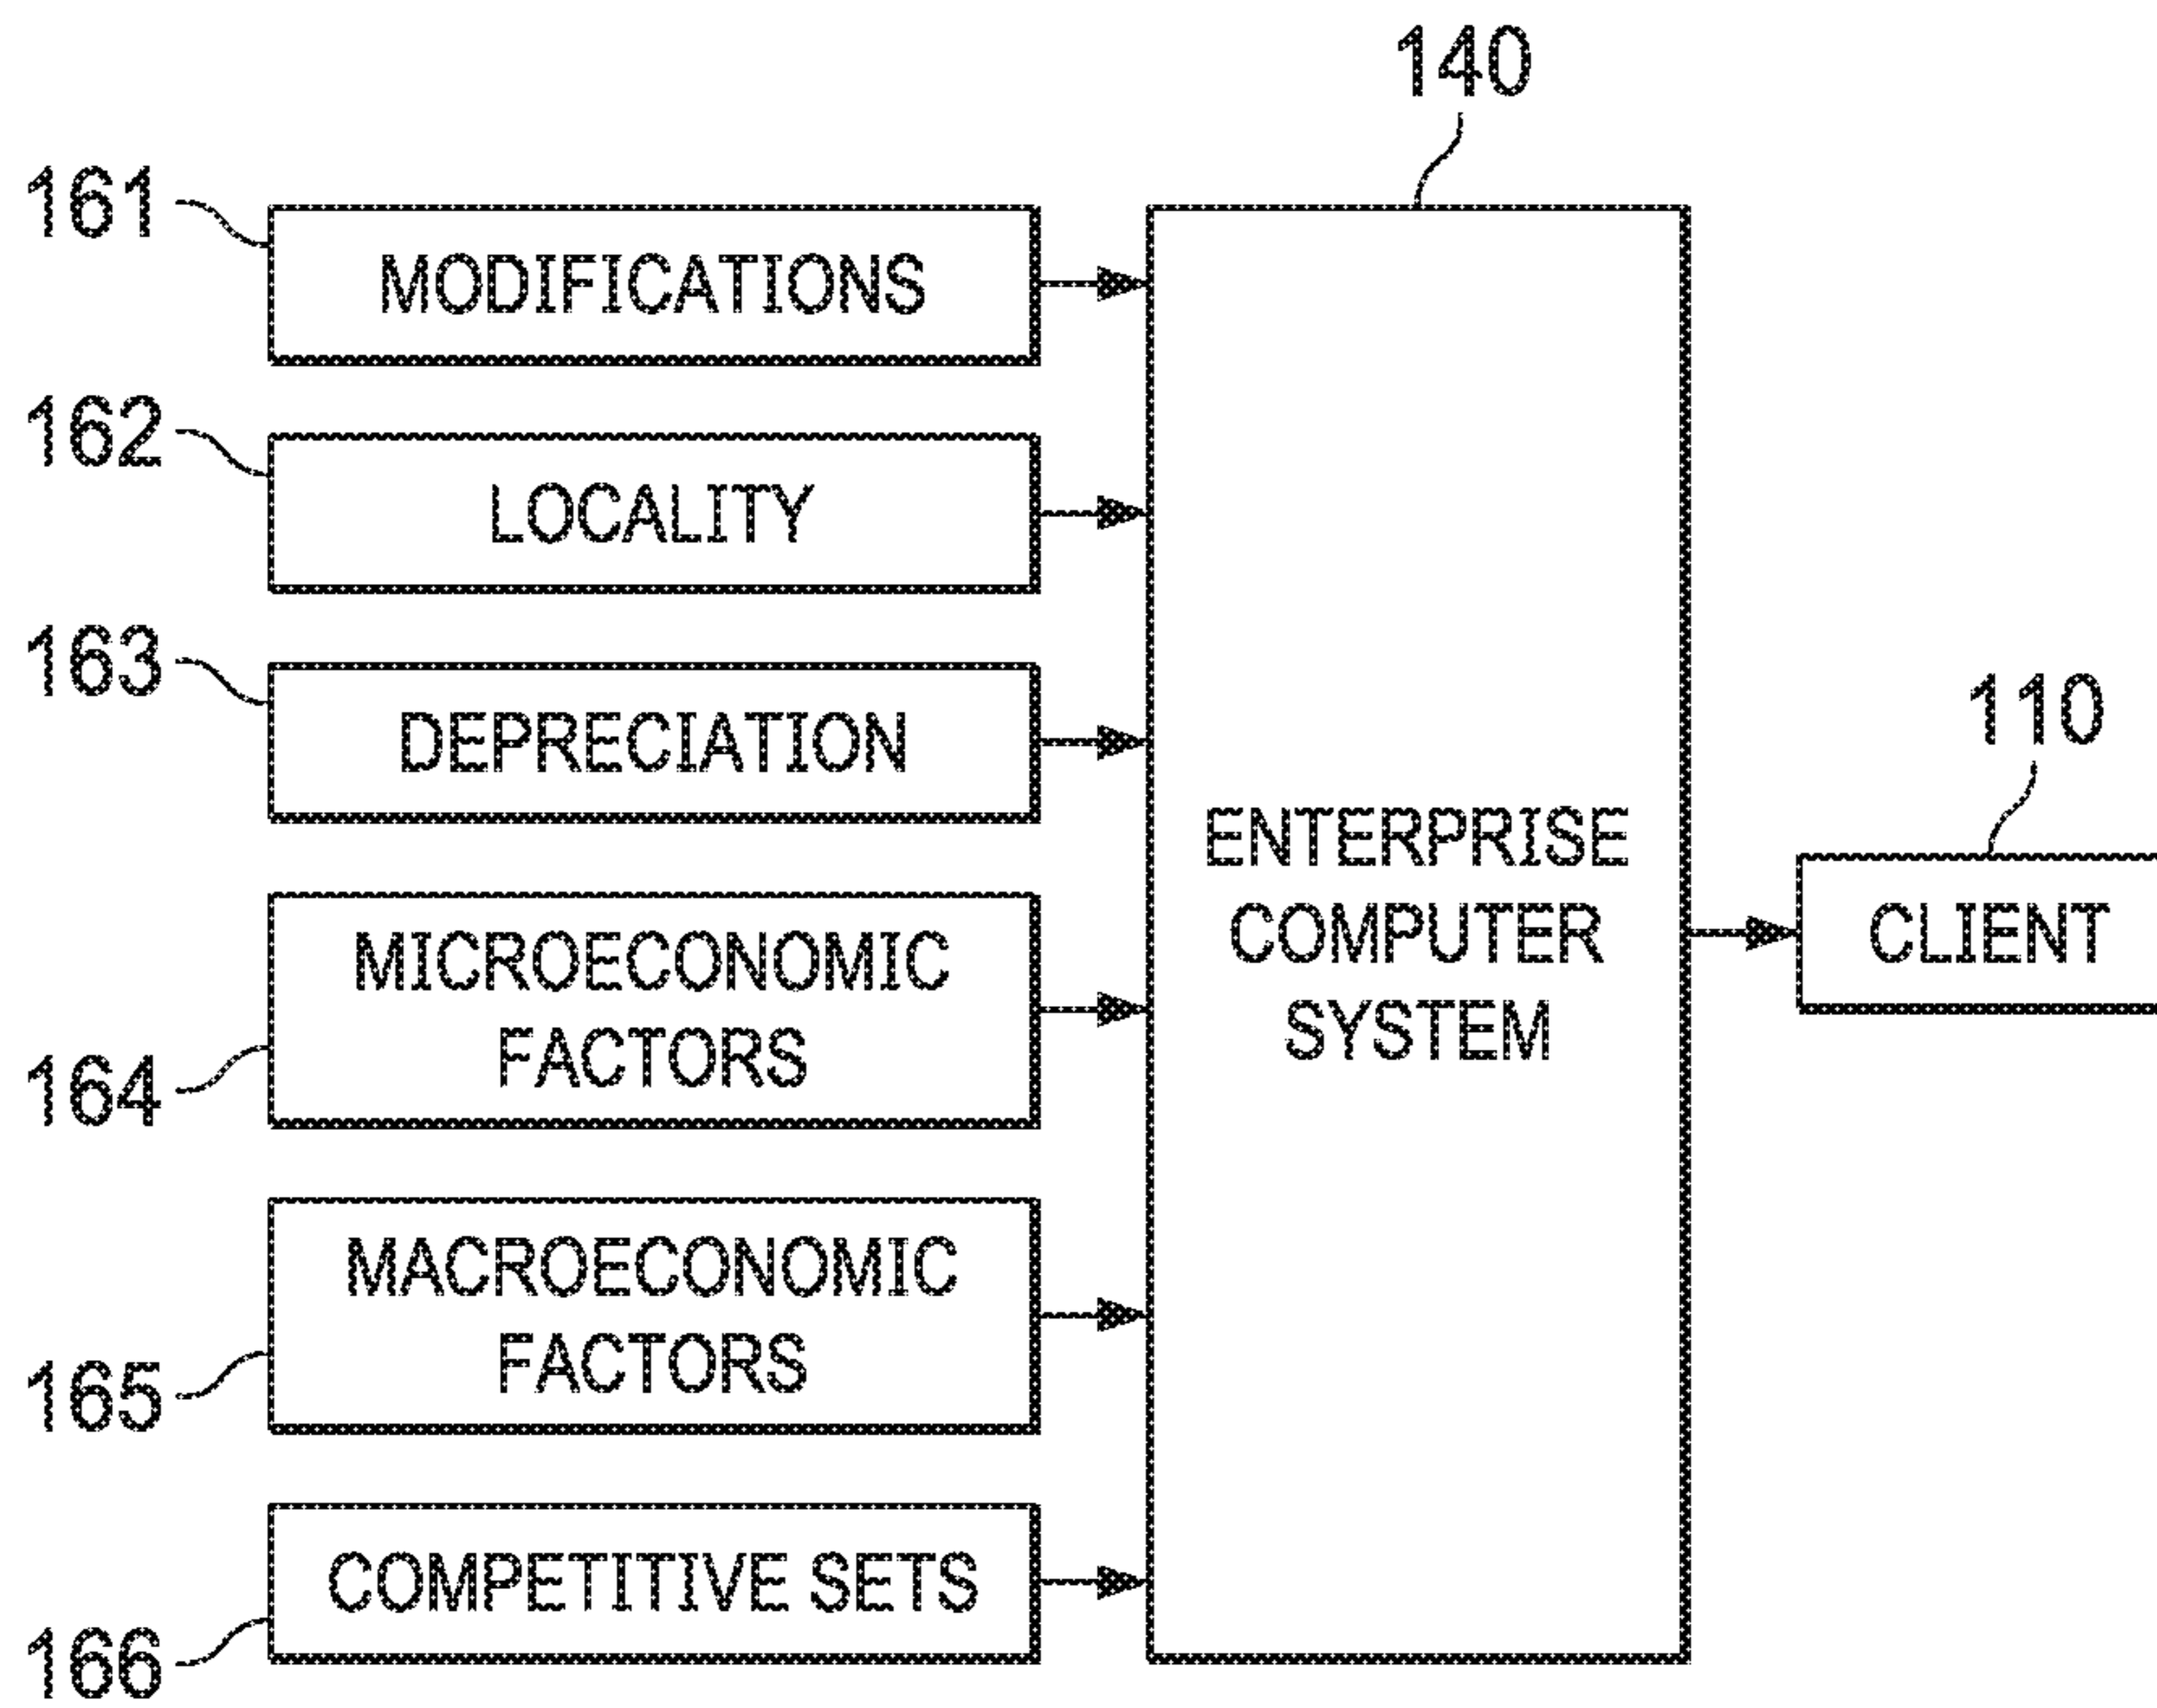 140
161
MODIFICATIONS
162
LOCALITY
163
DEPRECIATION
110
ENTERPRISE
COMPUTER
SYSTEM
CLIENT
MICROECONOMIC
FACTORS
164
MACROECONOMIC
FACTORS
165
COMPETITIVE SETS
166